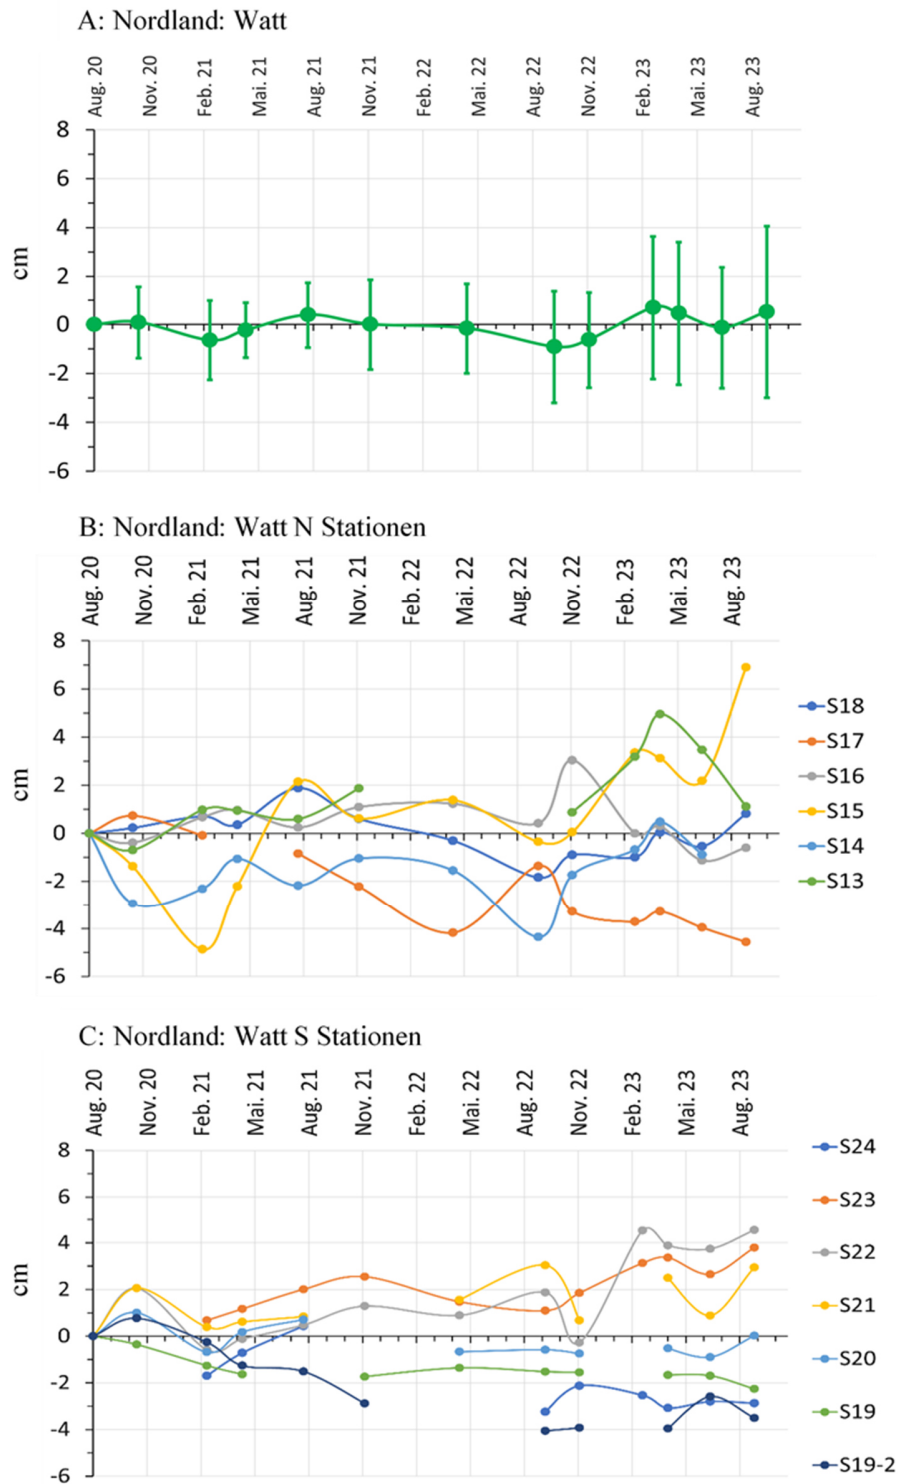 A: Nordland: Watt
Aug. 20 Nov. 20 Feb. 21 Mai. 21 Aug. 21 Nov. 21 Feb. 22 Mai. 22 Aug. 22 Nov. 22 Feb. 23 Mai. 23 Aug. 23
8
6
4
2
0
-2
-4
-6
cm
B: Nordland: Watt N Stationen
Aug. 20 Nov. 20 Feb. 21 Mai. 21 Aug. 21 Nov. 21 Feb. 22 Mai. 22 Aug. 22 Nov. 22 Feb. 23 Mai. 23 Aug. 23
8
6
4
2
0
-2
-4
-6
cm
S18
S17
S16
S15
S14
S13
C: Nordland: Watt S Stationen
Aug. 20 Nov. 20 Feb. 21 Mai. 21 Aug. 21 Nov. 21 Feb. 22 Mai. 22 Aug. 22 Nov. 22 Feb. 23 Mai. 23 Aug. 23
8
6
4
2
0
-2
-4
-6
cm
S24
S23
S22
S21
S20
S19
S19-2